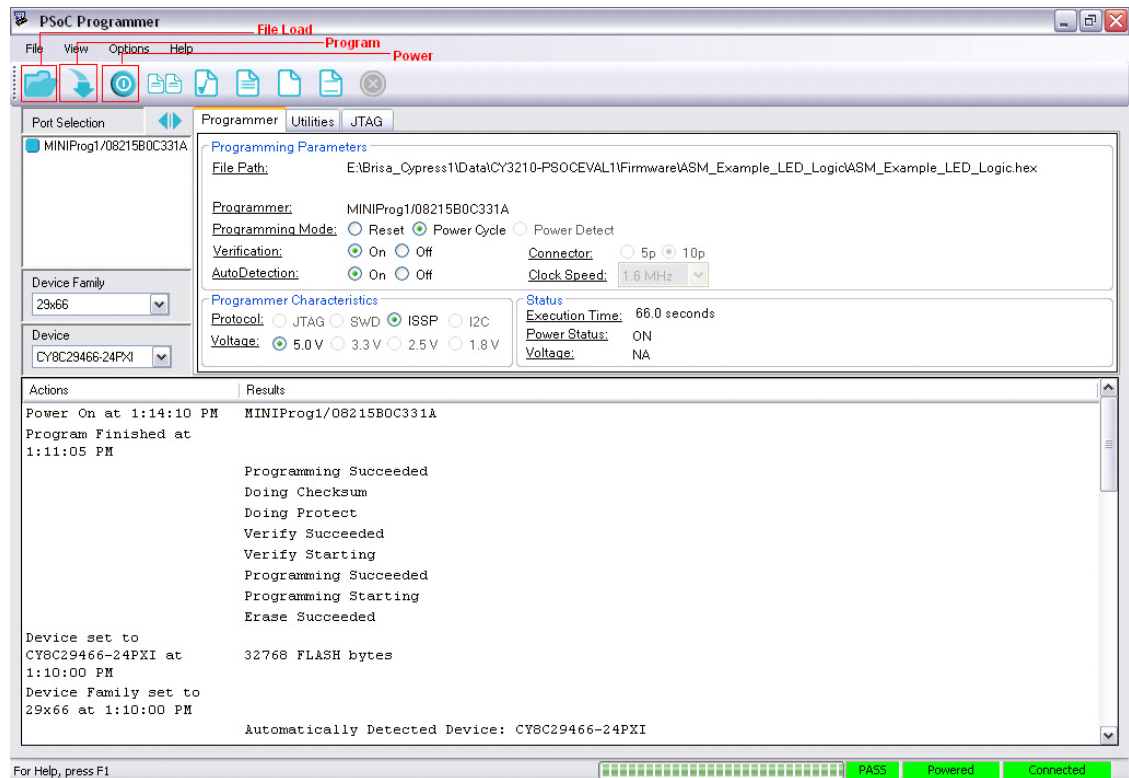 PSoC Programmer
File Load
File View Options Help
Program
Power
Port Selection
MINIProg1/08215B0C331A
Device Family
29x66
Device
CY8C29466-24PXI
Programmer Utilities JTAG
Programming Parameters
File Path: E:\Brisa_Cypress1\Data\CY3210-PSOCEVAL1\Firmware\ASM_Example_LED_Logic\ASM_Example_LED_Logic.hex
Programmer: MINIProg1/08215B0C331A
Programming Mode: Reset Power Cycle Power Detect
Verification: On Off Connector: 5p 10p
AutoDetection: On Off Clock Speed: 1.6 MHz
Programmer Characteristics
Protocol: JTAG SWD ISSP I2C
Voltage: 5.0 V 3.3 V 2.5 V 1.8 V
Status
Execution Time: 66.0 seconds
Power Status: ON
Voltage: NA
Actions Results
Power On at 1:14:10 PM MINIProg1/08215B0C331A
Program Finished at
1:11:05 PM
Programming Succeeded
Doing Checksum
Doing Protect
Verify Succeeded
Verify Starting
Programming Succeeded
Programming Starting
Erase Succeeded
Device set to
CY8C29466-24PXI at 32768 FLASH bytes
1:10:00 PM
Device Family set to
29x66 at 1:10:00 PM
Automatically Detected Device: CY8C29466-24PXI
For Help, press F1
PASS Powered Connected